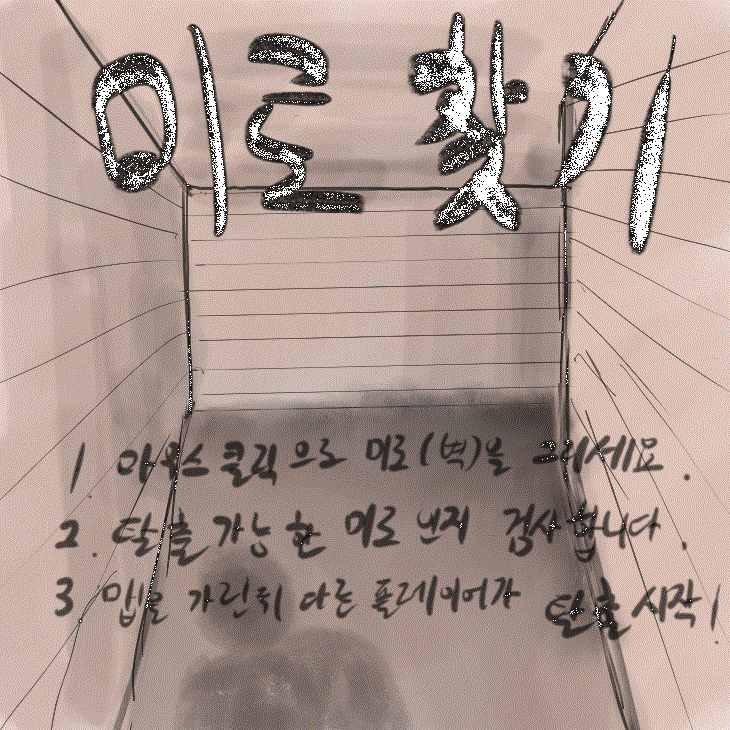 미로 찾기
1. 마우스 클릭으로 미로(벽)을 그리세요.
2. 탈출 가능한 미로 인지 검사 합니다.
3 맵을 가린뒤 다른 플레이어가 탈출 시작!